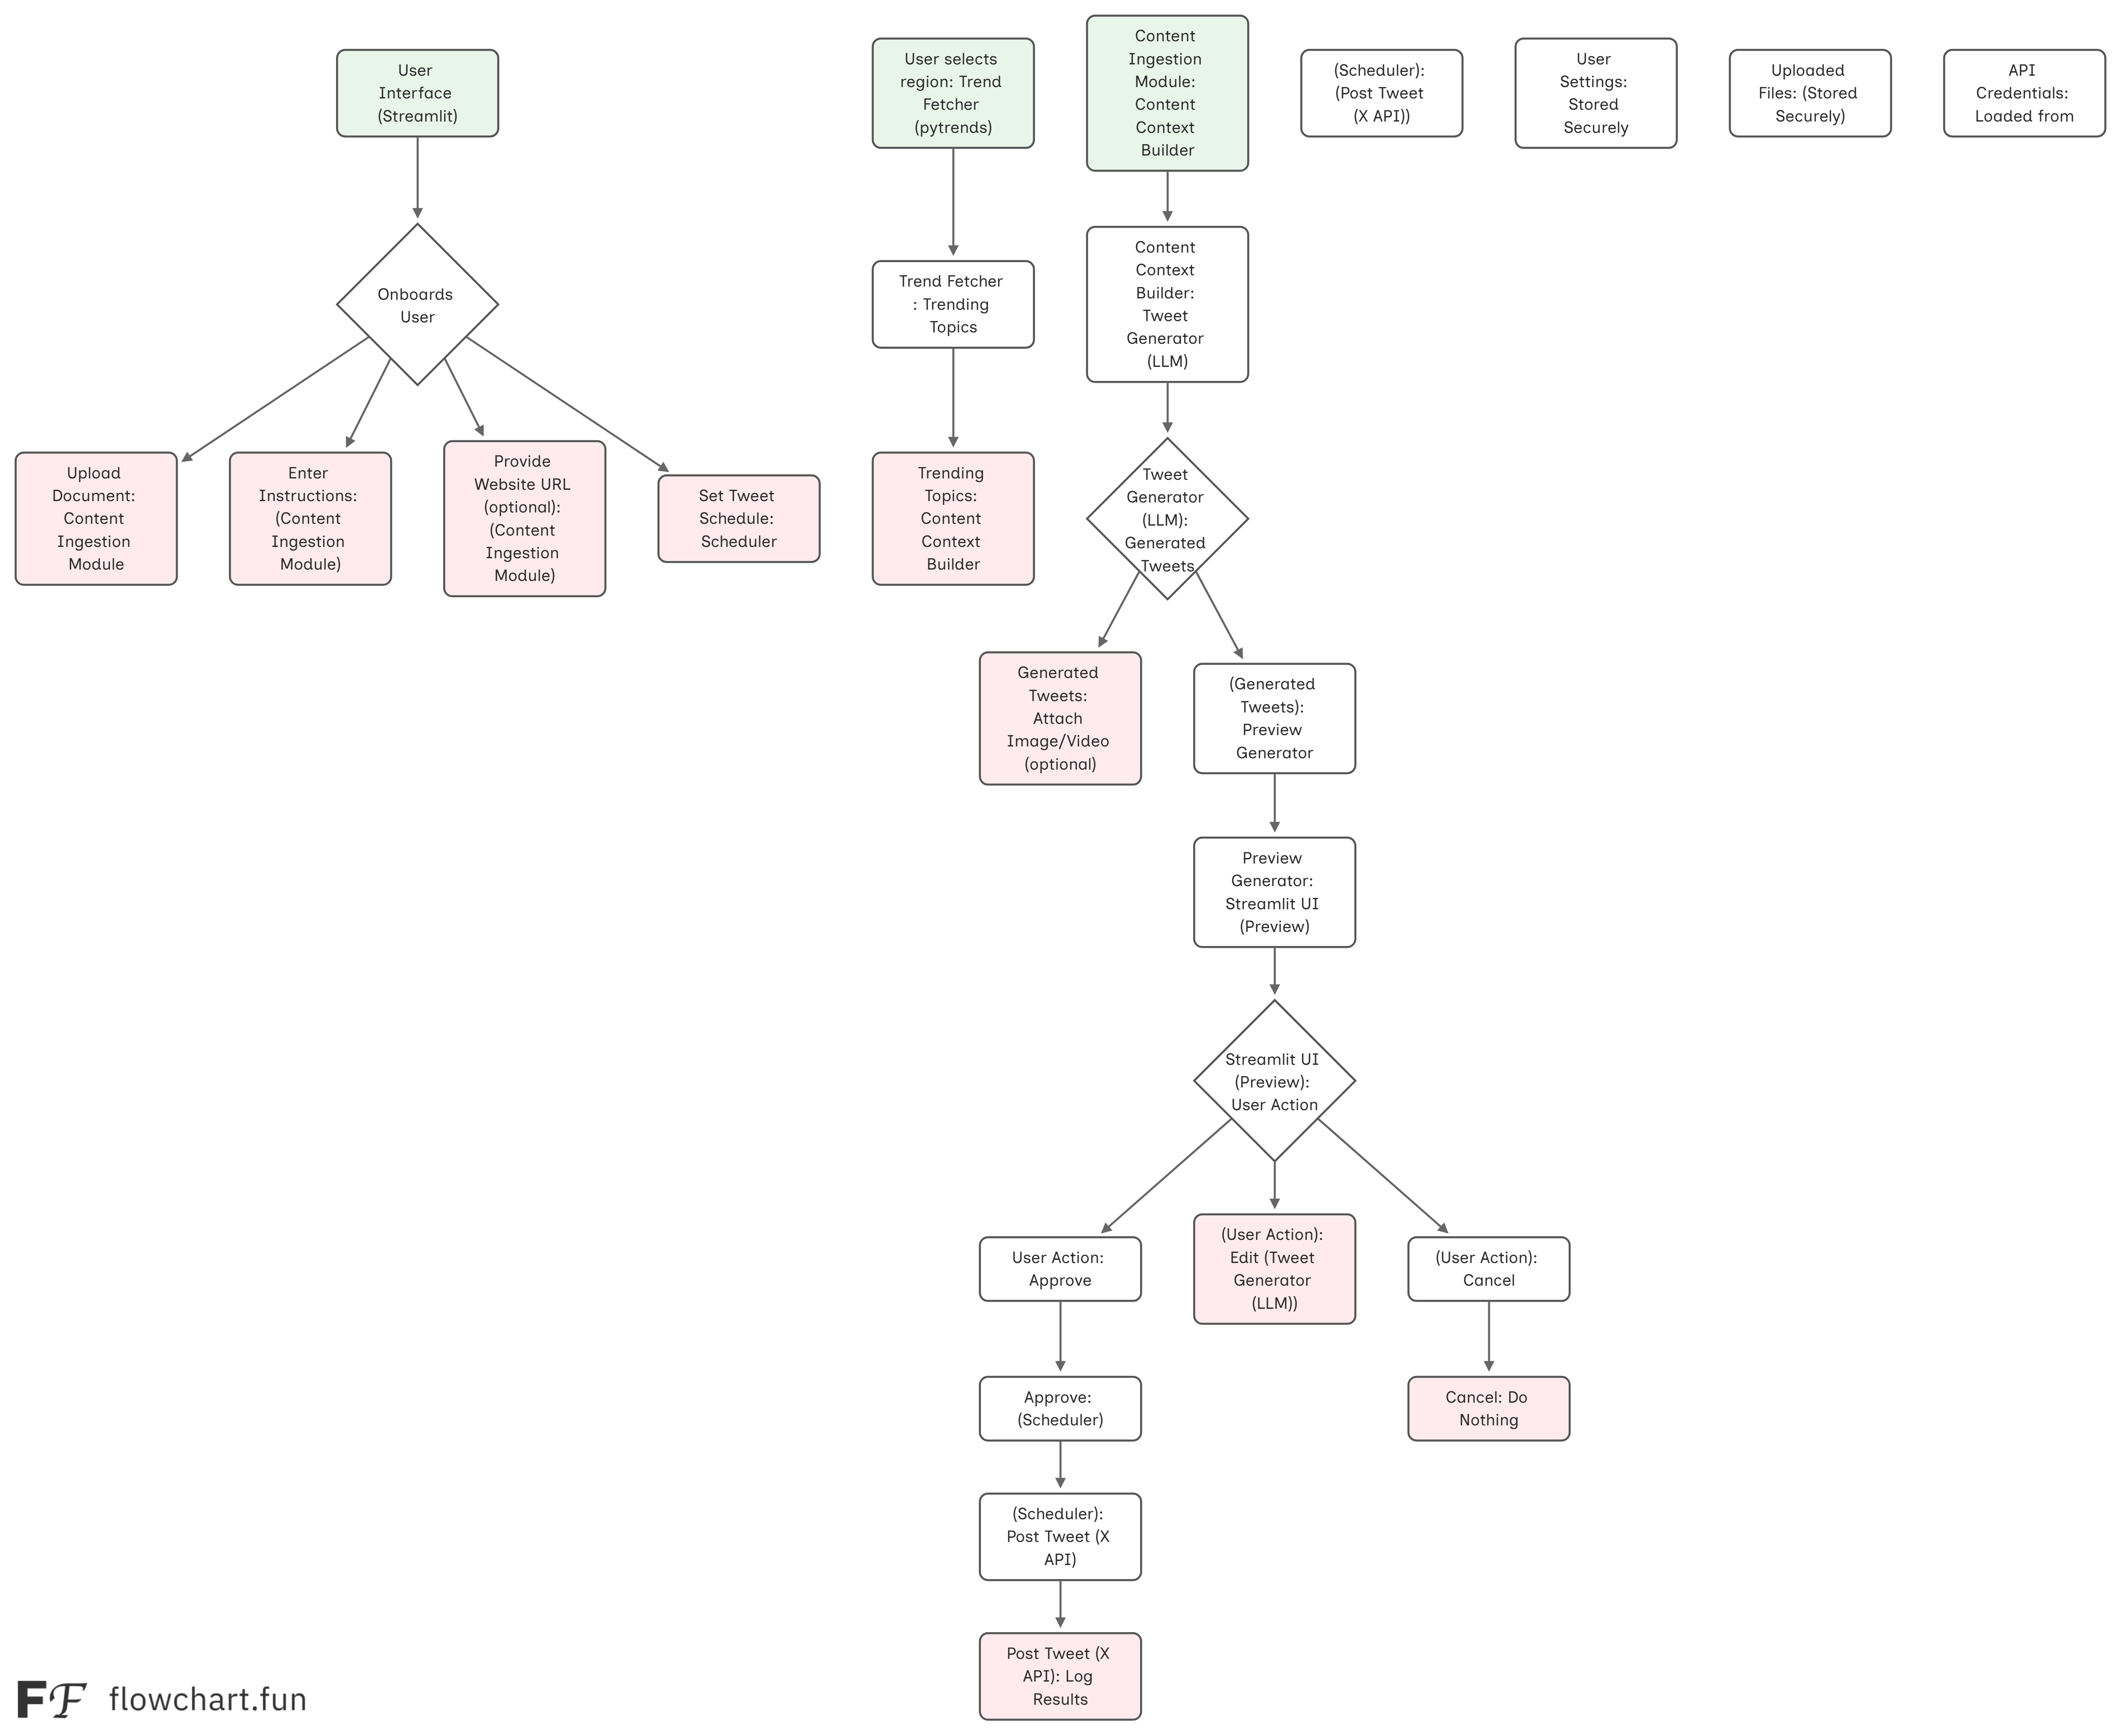 User
Interface
(Streamlit)
User selects
region: Trend
Fetcher
(pytrends)
Content
Ingestion
Module:
Content
Context
Builder
(Scheduler):
(Post Tweet
(X API))
User
Settings:
Stored
Securely
Uploaded
Files: (Stored
Securely)
API
Credentials:
Loaded from
Onboards
User
Trend Fetcher
: Trending
Topics
Content
Context
Builder:
Tweet
Generator
(LLM)
Upload
Document:
Content
Ingestion
Module
Enter
Instructions:
(Content
Ingestion
Module)
Provide
Website URL
(optional):
(Content
Ingestion
Module)
Set Tweet
Schedule:
Scheduler
Trending
Topics:
Content
Context
Builder
Tweet
Generator
(LLM):
Generated
Tweets
Generated
Tweets:
Attach
Image/Video
(optional)
(Generated
Tweets):
Preview
Generator
Preview
Generator:
Streamlit UI
(Preview)
Streamlit UI
(Preview):
User Action
User Action:
Approve
(User Action):
Edit (Tweet
Generator
(LLM))
(User Action):
Cancel
Approve:
(Scheduler)
Cancel: Do
Nothing
(Scheduler):
Post Tweet (X
API)
Post Tweet (X
API): Log
Results
FF flowchart.fun